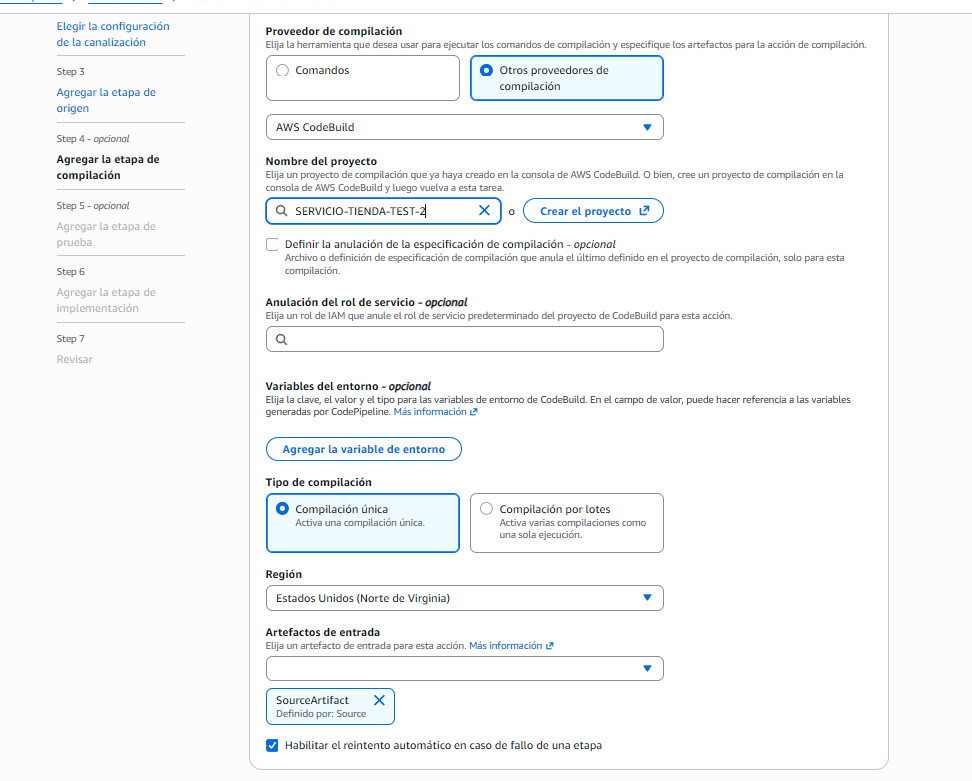 Elegir la configuración
de la canalización
Step 3
Agregar la etapa de
origen
Step 4 - opcional
Agregar la etapa de
compilación
Step 5 - opcional
Agregar la etapa de
prueba
Step 6
Agregar la etapa de
implementación
Step 7
Revisar
Proveedor de compilación
Elija la herramienta que desea usar para ejecutar los comandos de compilación y especifique los artefactos para la acción de compilación.
Comandos
Otros proveedores de
compilación
AWS CodeBuild
Nombre del proyecto
Elija un proyecto de compilación que ya haya creado en la consola de AWS CodeBuild. O bien, cree un proyecto de compilación en la
consola de AWS CodeBuild y luego vuelva a esta tarea.
SERVICIO-TIENDA-TEST-2
o
Crear el proyecto
Definir la anulación de la especificación de compilación - opcional
Archivo o definición de especificación de compilación que anula el último definido en el proyecto de compilación, solo para esta
compilación.
Anulación del rol de servicio - opcional
Elija un rol de IAM que anule el rol de servicio predeterminado del proyecto de CodeBuild para esta acción.
Variables del entorno - opcional
Elija la clave, el valor y el tipo para las variables de entorno de CodeBuild. En el campo de valor, puede hacer referencia a las variables
generadas por CodePipeline. Más información
Agregar la variable de entorno
Tipo de compilación
Compilación única
Activa una compilación única.
Compilación por lotes
Activa varias compilaciones como
una sola ejecución.
Región
Estados Unidos (Norte de Virginia)
Artefactos de entrada
Elija un artefacto de entrada para esta acción. Más información
SourceArtifact
Definido por: Source
Habilitar el reintento automático en caso de fallo de una etapa